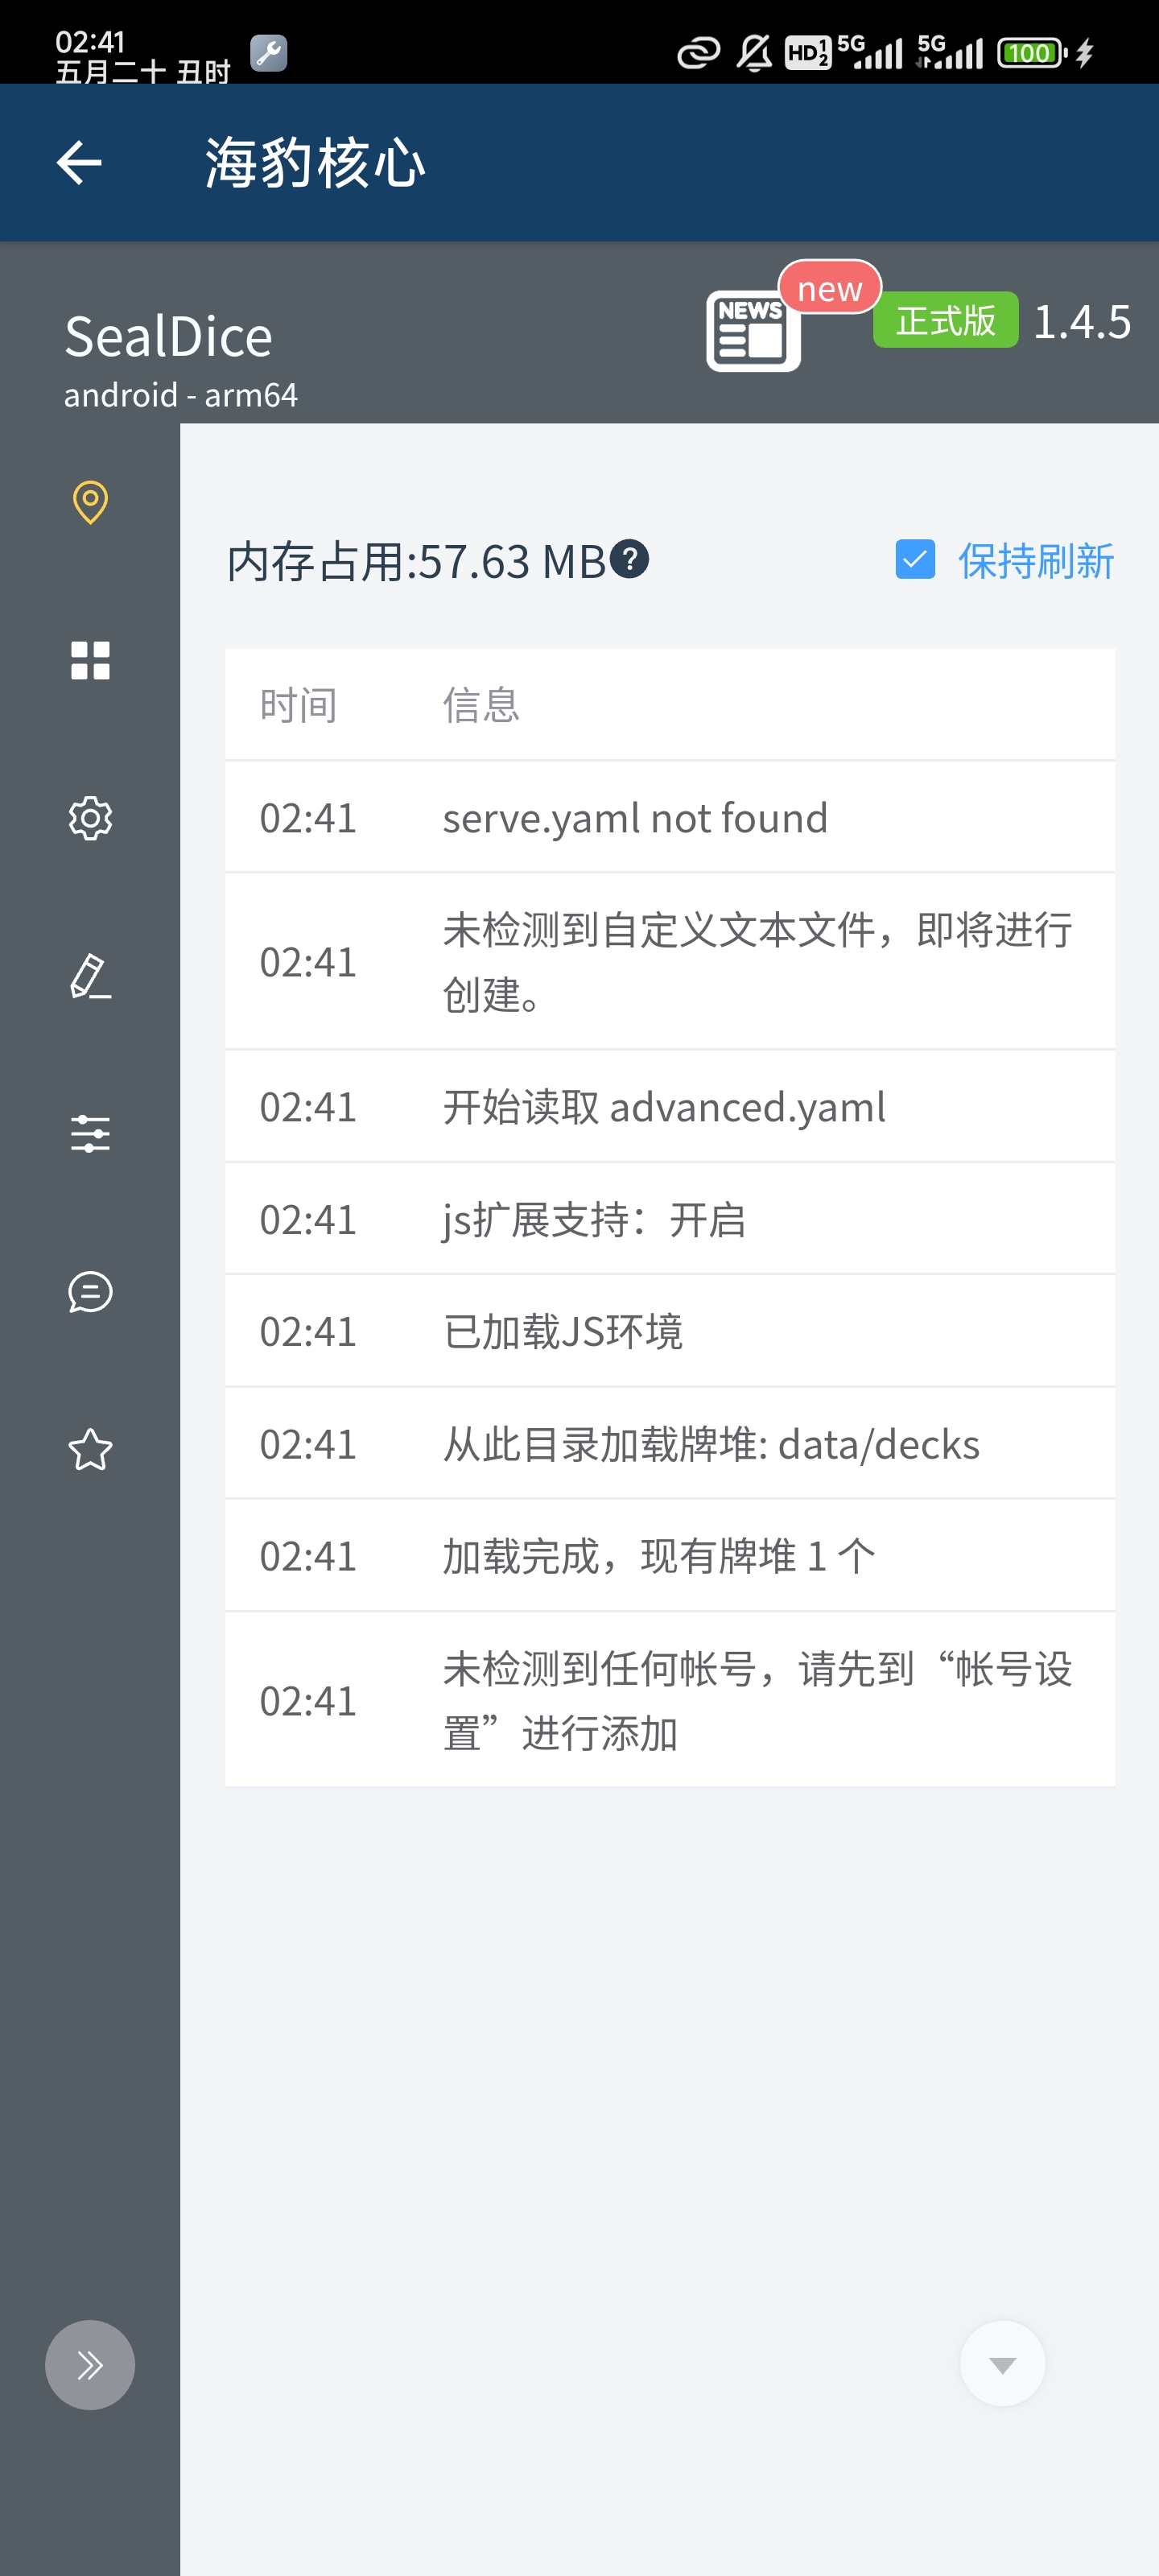 02:41
五月二十 丑时
HD 1 2 5G 5G 100
海豹核心
SealDice
android - arm64
NEWS new 正式版 1.4.5
内存占用:57.63 MB? 保持刷新
时间 信息
02:41 serve.yaml not found
02:41 未检测到自定义文本文件，即将进行
创建。
02:41 开始读取 advanced.yaml
02:41 js扩展支持：开启
02:41 已加载JS环境
02:41 从此目录加载牌堆: data/decks
02:41 加载完成，现有牌堆 1 个
02:41 未检测到任何帐号，请先到“帐号设
置”进行添加